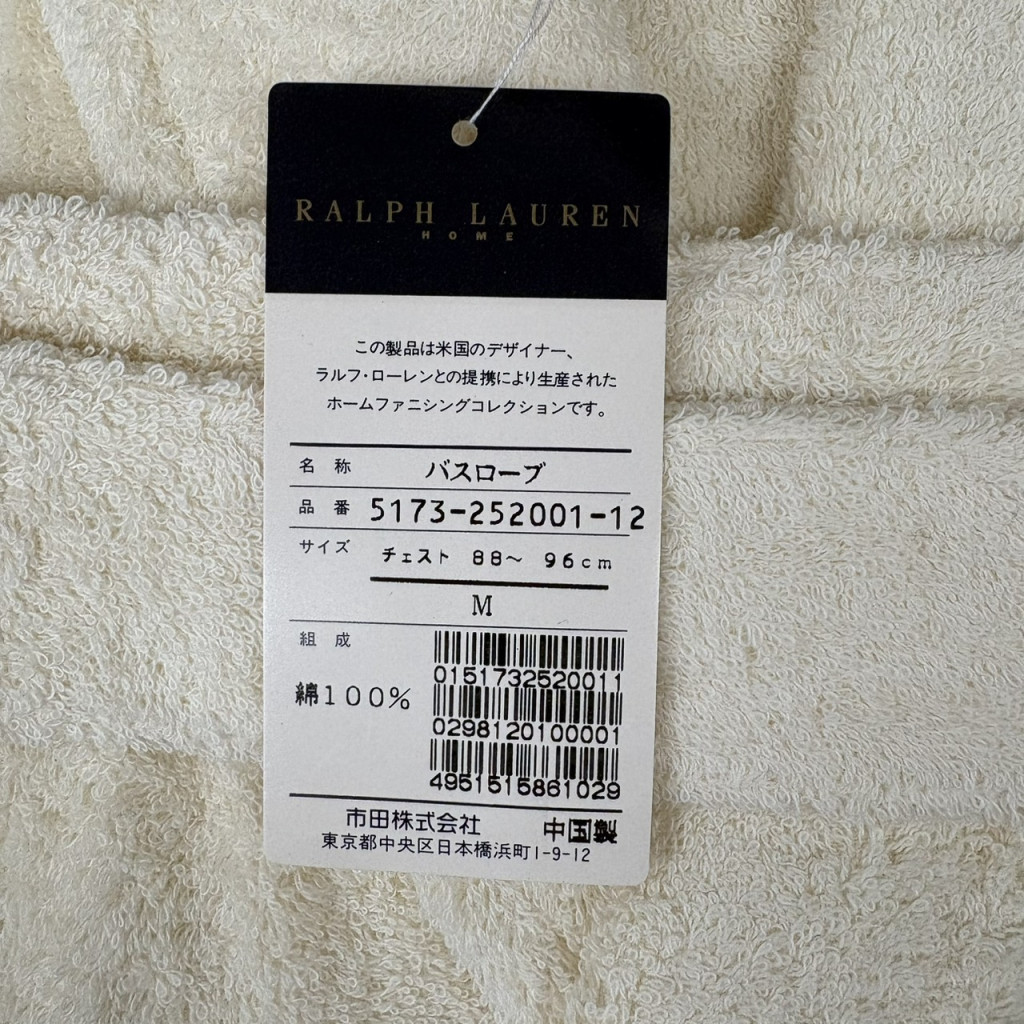 RALPH LAUREN
HOME
この製品は米国のデザイナー、
ラルフ・ローレンとの提携により生産された
ホームファニシングコレクションです。
名 称 バスローブ
品 番 5173-252001-12
サイズ チェスト 88～ 96cm
M
組 成
0151732520011
綿100%
0298120100001
4951515861029
市田株式会社 中国製
東京都中央区日本橋浜町1-9-12